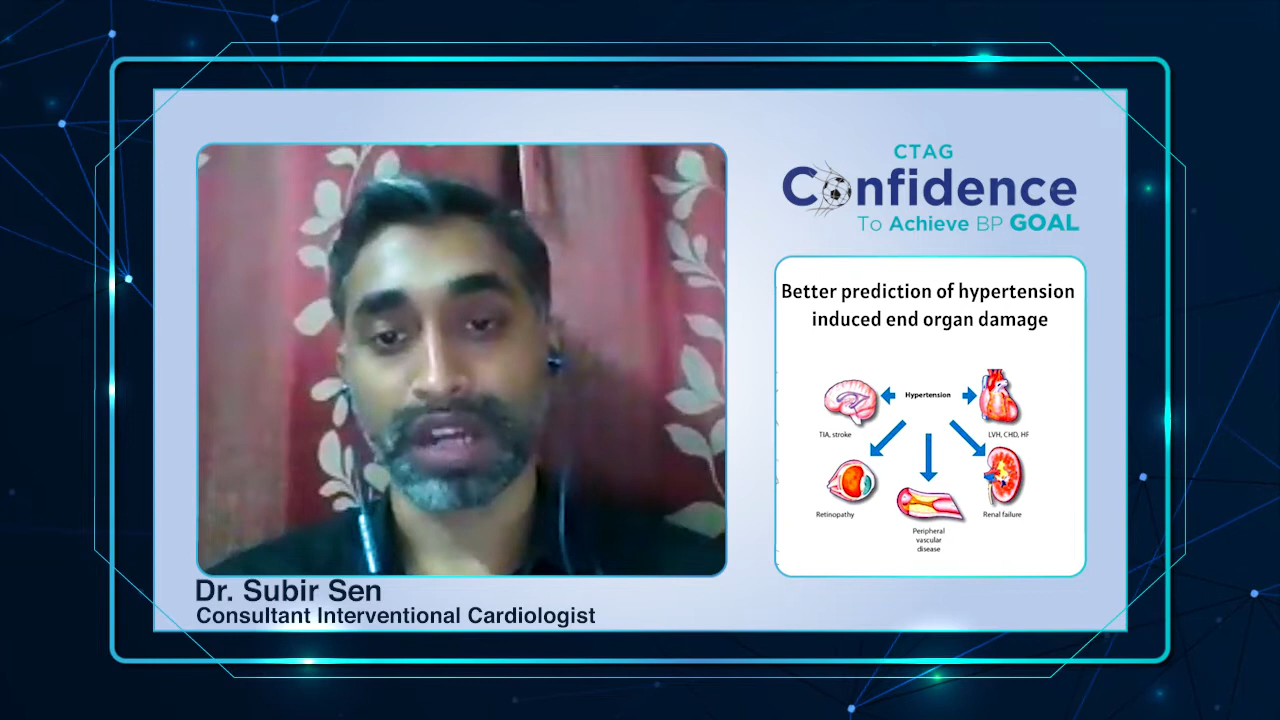 CTAG
Confidence
To Achieve BP GOAL
Better prediction of hypertension
induced end organ damage
Hypertension
TIA, stroke
LVH, CHD, HF
Retinopathy
Renal failure
Peripheral
vascular
disease
Dr. Subir Sen
Consultant Interventional Cardiologist